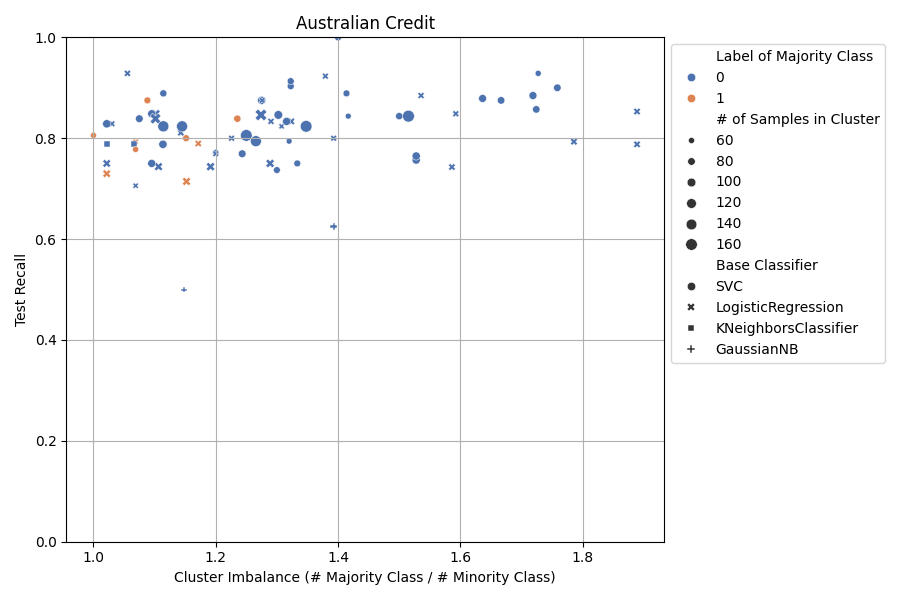 Australian Credit
Test Recall
1.0
0.8
0.6
0.4
0.2
0.0
1.0 1.2 1.4 1.6 1.8
Cluster Imbalance (# Majority Class / # Minority Class)
Label of Majority Class
0
1
# of Samples in Cluster
60
80
100
120
140
160
Base Classifier
SVC
LogisticRegression
KNeighborsClassifier
GaussianNB